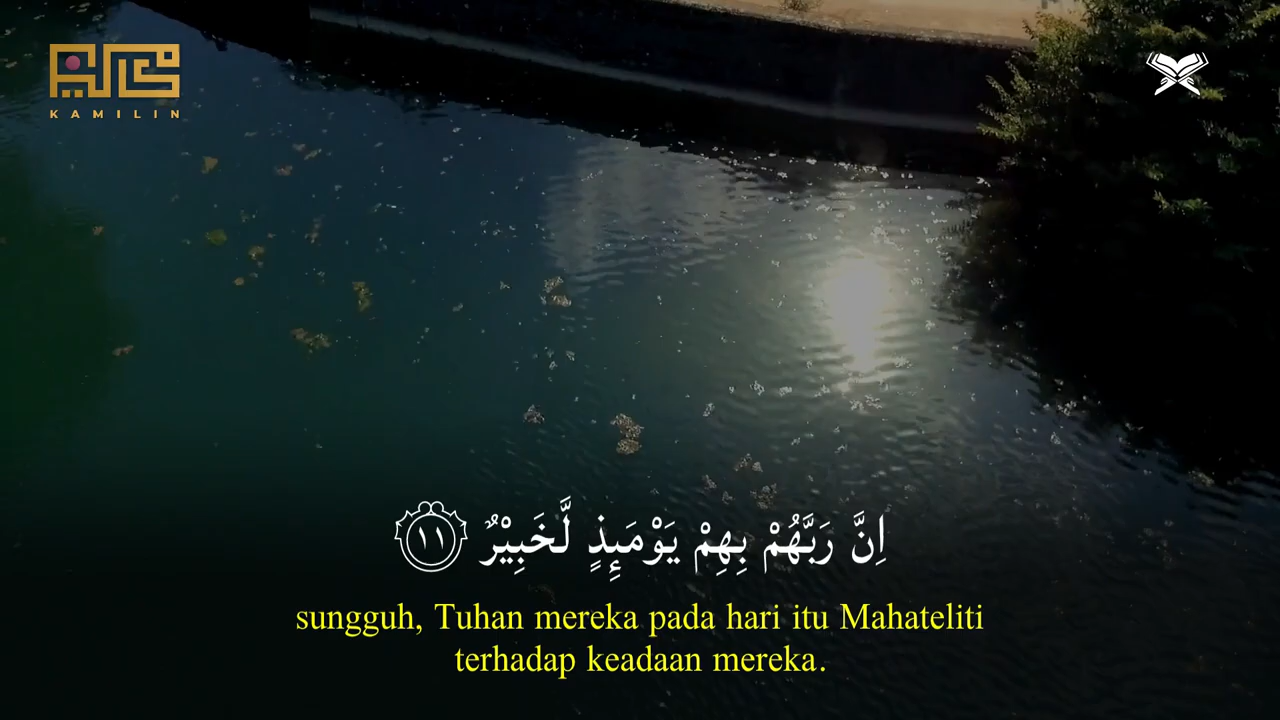 KAMILIN
اِنَّ رَبَّهُمْ بِهِمْ يَوْمَىِٕذٍ لَّخَبِيْرٌ ١١
sungguh, Tuhan mereka pada hari itu Mahateliti
terhadap keadaan mereka.